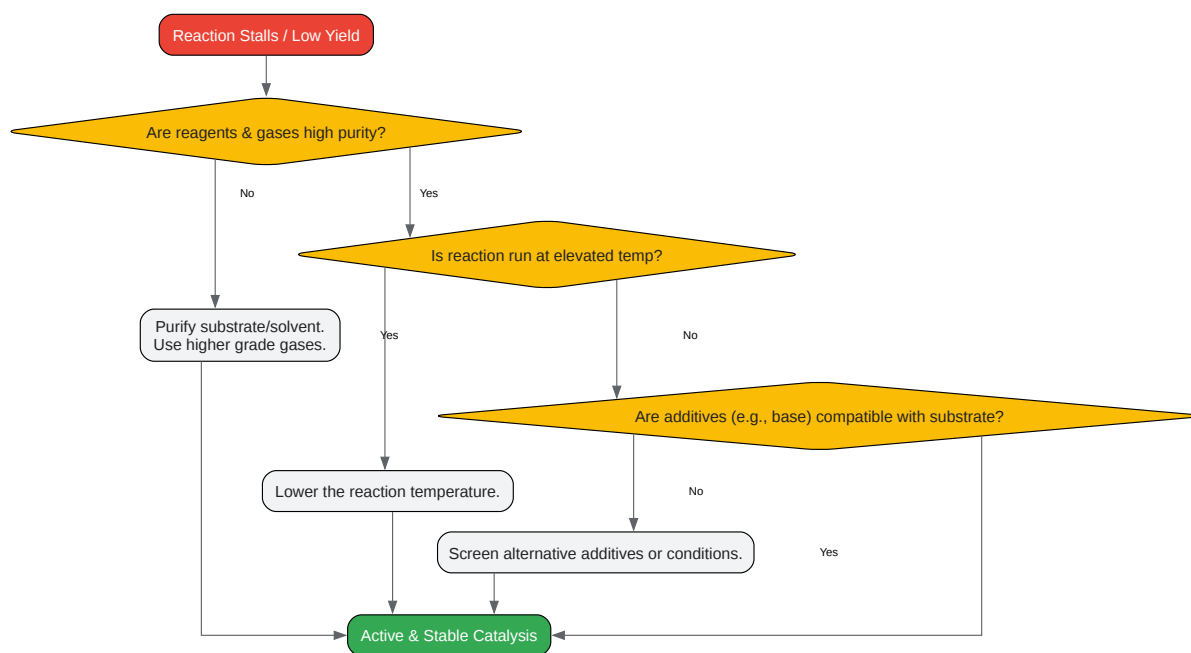 Reaction Stalls / Low Yield
Are reagents & gases high purity?
No
Yes
Is reaction run at elevated temp?
Purify substrate/solvent.
Use higher grade gases.
Yes
No
Are additives (e.g., base) compatible with substrate?
Lower the reaction temperature.
No
Screen alternative additives or conditions.
Yes
Active & Stable Catalysis